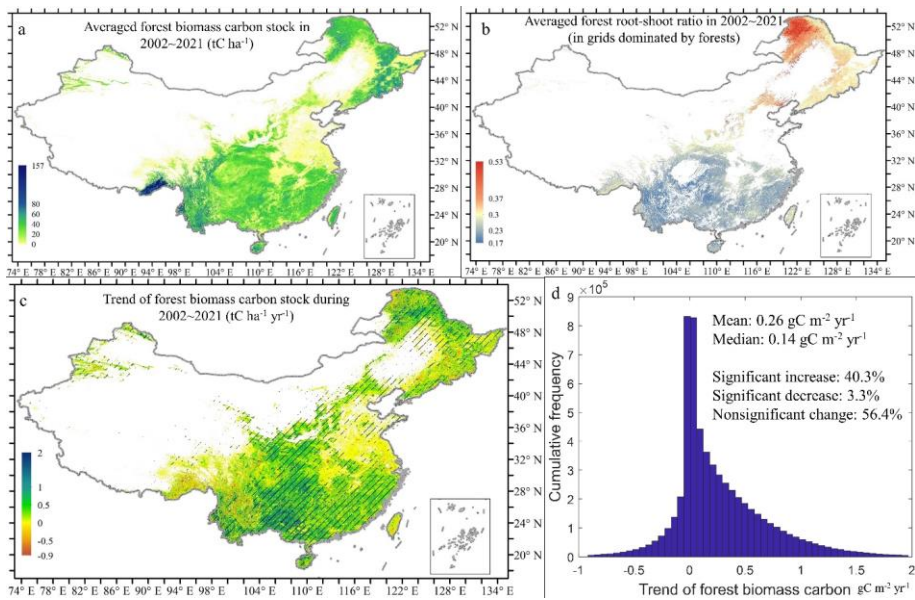 a
Averaged forest biomass carbon stock in
2002~2021 (tC ha⁻¹)
52° N
48° N
44° N
40° N
36° N
32° N
28° N
24° N
20° N
157
80
60
40
20
0
74° E 78° E 82° E 86° E 90° E 94° E 98° E 104° E 110° E 116° E 122° E 128° E 134° E
b
Averaged forest root-shoot ratio in 2002~2021
(in grids dominated by forests)
52° N
48° N
44° N
40° N
36° N
32° N
28° N
24° N
20° N
0.53
0.37
0.3
0.23
0.17
74° E 78° E 82° E 86° E 90° E 94° E 98° E 104° E 110° E 116° E 122° E 128° E 134° E
c
Trend of forest biomass carbon stock during
2002~2021 (tC ha⁻¹ yr⁻¹)
52° N
48° N
44° N
40° N
36° N
32° N
28° N
24° N
20° N
2
1
0.5
0
-0.9
74° E 78° E 82° E 86° E 90° E 94° E 98° E 104° E 110° E 116° E 122° E 128° E 134° E
d
×10⁵
9
8
7
6
5
4
3
2
1
0
Cumulative frequency
Mean: 0.26 gC m⁻² yr⁻¹
Median: 0.14 gC m⁻² yr⁻¹
Significant increase: 40.3%
Significant decrease: 3.3%
Nonsignificant change: 56.4%
-1 -0.5 0 0.5 1 1.5 2
Trend of forest biomass carbon gC m⁻² yr⁻¹